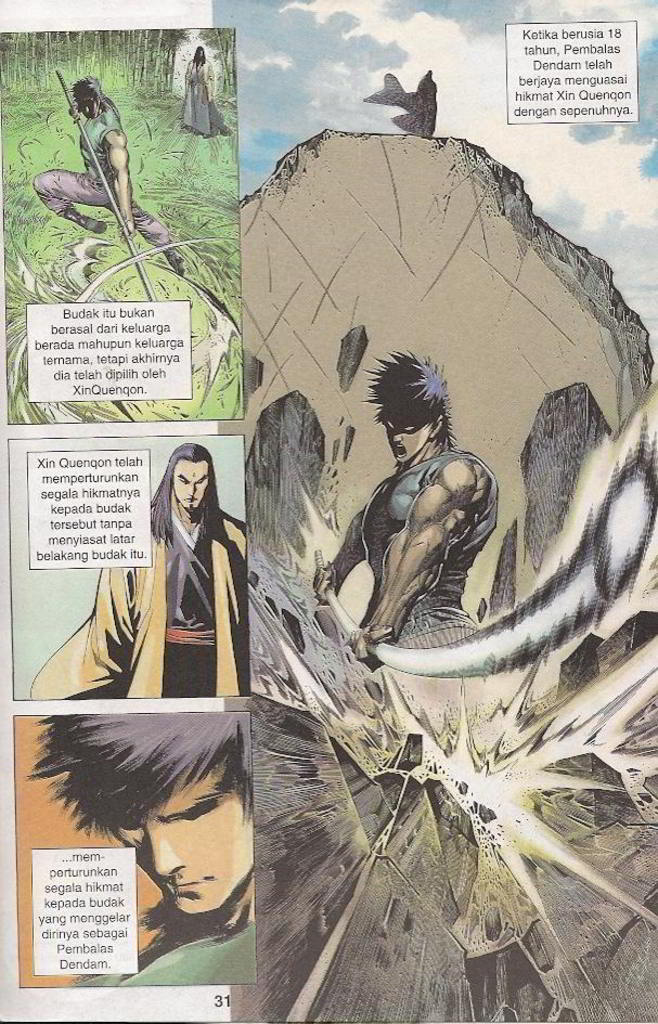 Budak itu bukan
berasal dari keluarga
berada mahupun keluarga
ternama, tetapi akhirnya
dia telah dipilih oleh
XinQuenqon.
Xin Quenqon telah
memperturunkan
segala hikmatnya
kepada budak
tersebut tanpa
menyiasat latar
belakang budak itu.
...mem-
perturunkan
segala hikmat
kepada budak
yang menggelar
dirinya sebagai
Pembalas
Dendam.
Ketika berusia 18
tahun, Pembalas
Dendam telah
berjaya menguasai
hikmat Xin Quenqon
dengan sepenuhnya.
31